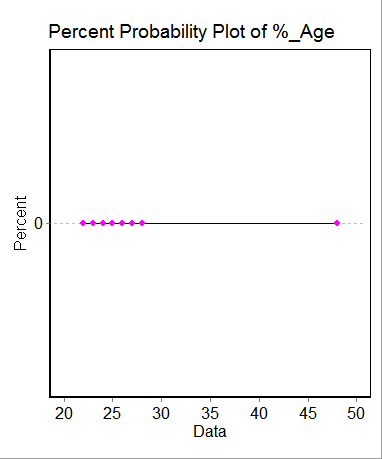 Percent Probability Plot of %_Age
Percent
0
20 25 30 35 40 45 50
Data